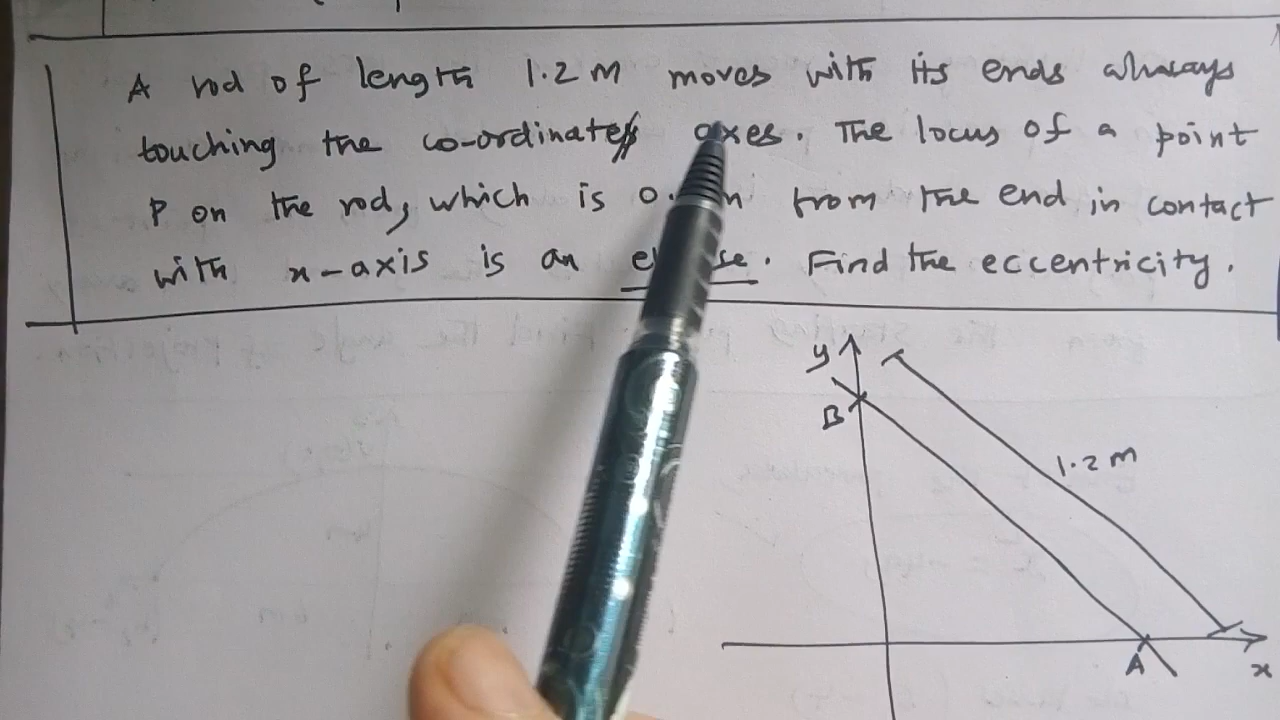 A rod of length 1.2 m moves with its ends always
touching the co-ordinate axes. The locus of a point
P on the rod, which is from the end in contact
with x-axis is an. Find the eccentricity.
y
B
1.2 m
A
x